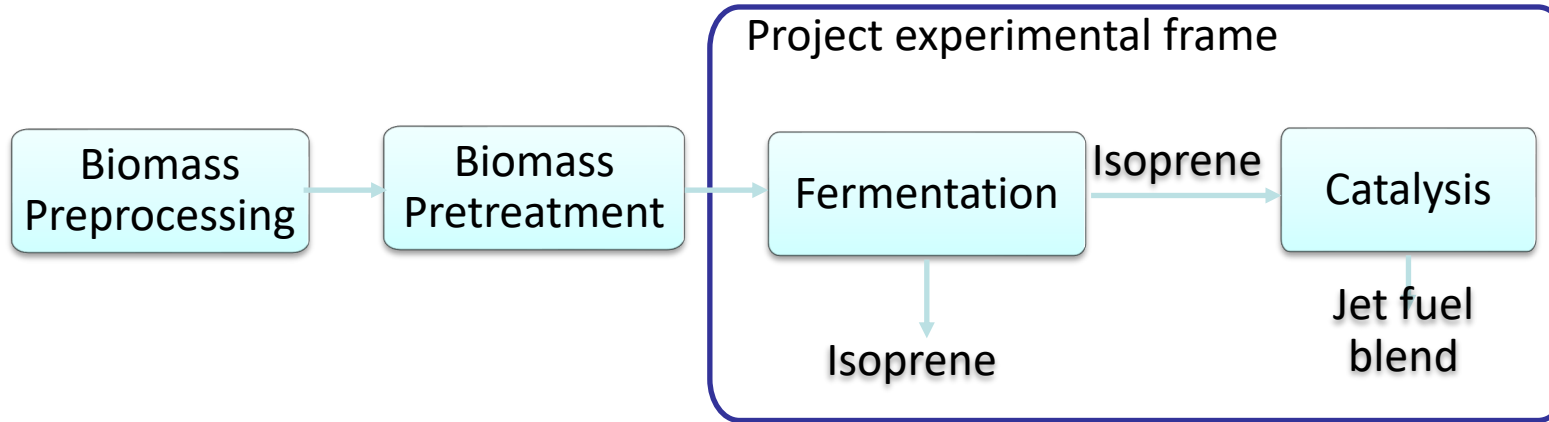 Project experimental frame
Biomass
Preprocessing
Biomass
Pretreatment
Fermentation
Isoprene
Catalysis
Isoprene
Jet fuel
blend